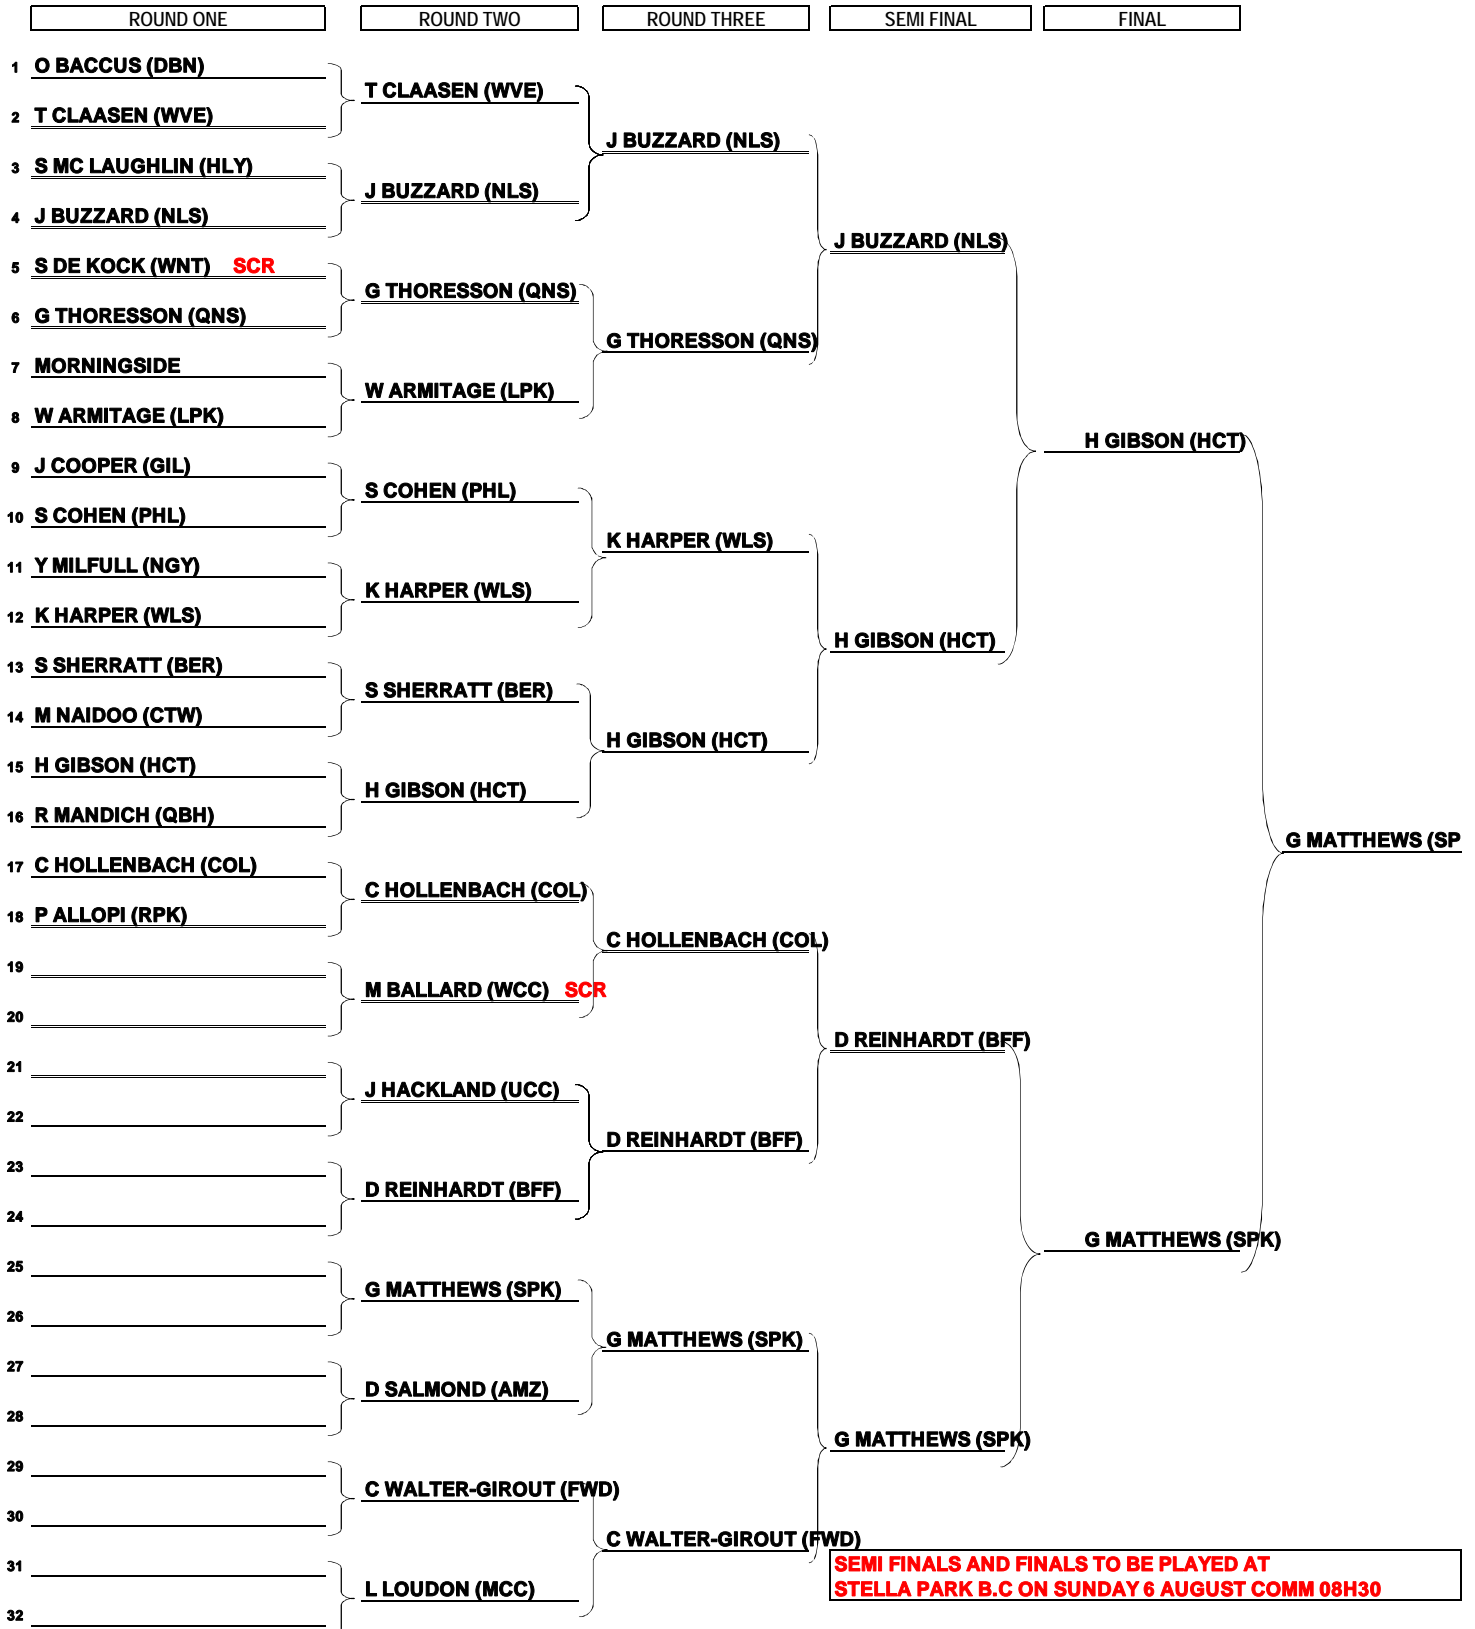 ROUND ONE ROUND TWO ROUND THREE SEMI FINAL FINAL
1 O BACCUS (DBN)
T CLAASEN (WVE)
2 T CLAASEN (WVE)
J BUZZARD (NLS)
3 S MC LAUGHLIN (HLY)
J BUZZARD (NLS)
4 J BUZZARD (NLS)
J BUZZARD (NLS)
5 S DE KOCK (WNT) SCR
G THORESSON (QNS)
6 G THORESSON (QNS)
G THORESSON (QNS)
7 MORNINGSIDE
W ARMITAGE (LPK)
8 W ARMITAGE (LPK)
H GIBSON (HCT)
9 J COOPER (GIL)
S COHEN (PHL)
10 S COHEN (PHL)
K HARPER (WLS)
11 Y MILFULL (NGY)
K HARPER (WLS)
12 K HARPER (WLS)
H GIBSON (HCT)
13 S SHERRATT (BER)
S SHERRATT (BER)
14 M NAIDOO (CTW)
H GIBSON (HCT)
15 H GIBSON (HCT)
H GIBSON (HCT)
16 R MANDICH (QBH)
G MATTHEWS (SP
17 C HOLLENBACH (COL)
C HOLLENBACH (COL)
18 P ALLOPI (RPK)
C HOLLENBACH (COL)
19
M BALLARD (WCC) SCR
20
D REINHARDT (BFF)
21
J HACKLAND (UCC)
22
D REINHARDT (BFF)
23
D REINHARDT (BFF)
24
G MATTHEWS (SPK)
25
G MATTHEWS (SPK)
26
G MATTHEWS (SPK)
27
D SALMOND (AMZ)
28
G MATTHEWS (SPK)
29
C WALTER-GIROUT (FWD)
30
C WALTER-GIROUT (FWD)
31
SEMI FINALS AND FINALS TO BE PLAYED AT
STELLA PARK B.C ON SUNDAY 6 AUGUST COMM 08H30
L LOUDON (MCC)
32